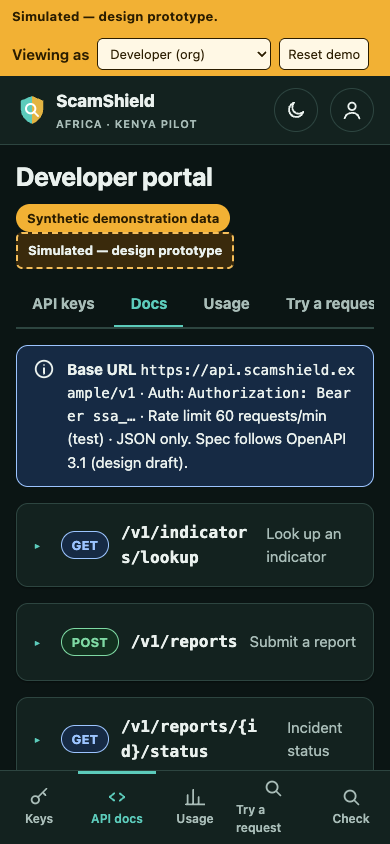 Simulated — design prototype.
Viewing as Developer (org) Reset demo
ScamShield
AFRICA · KENYA PILOT
Developer portal
Synthetic demonstration data
Simulated — design prototype
API keys Docs Usage Try a reques
Base URL https://api.scamshield.ex
ample/v1 · Auth: Authorization: Bear
er ssa_… · Rate limit 60 requests/min
(test) · JSON only. Spec follows OpenAPI
3.1 (design draft).
GET /v1/indicator Look up an
s/lookup indicator
POST /v1/reports Submit a report
GET /v1/reports/{i Incident
d}/status status
Keys API docs Usage Try a Check
request